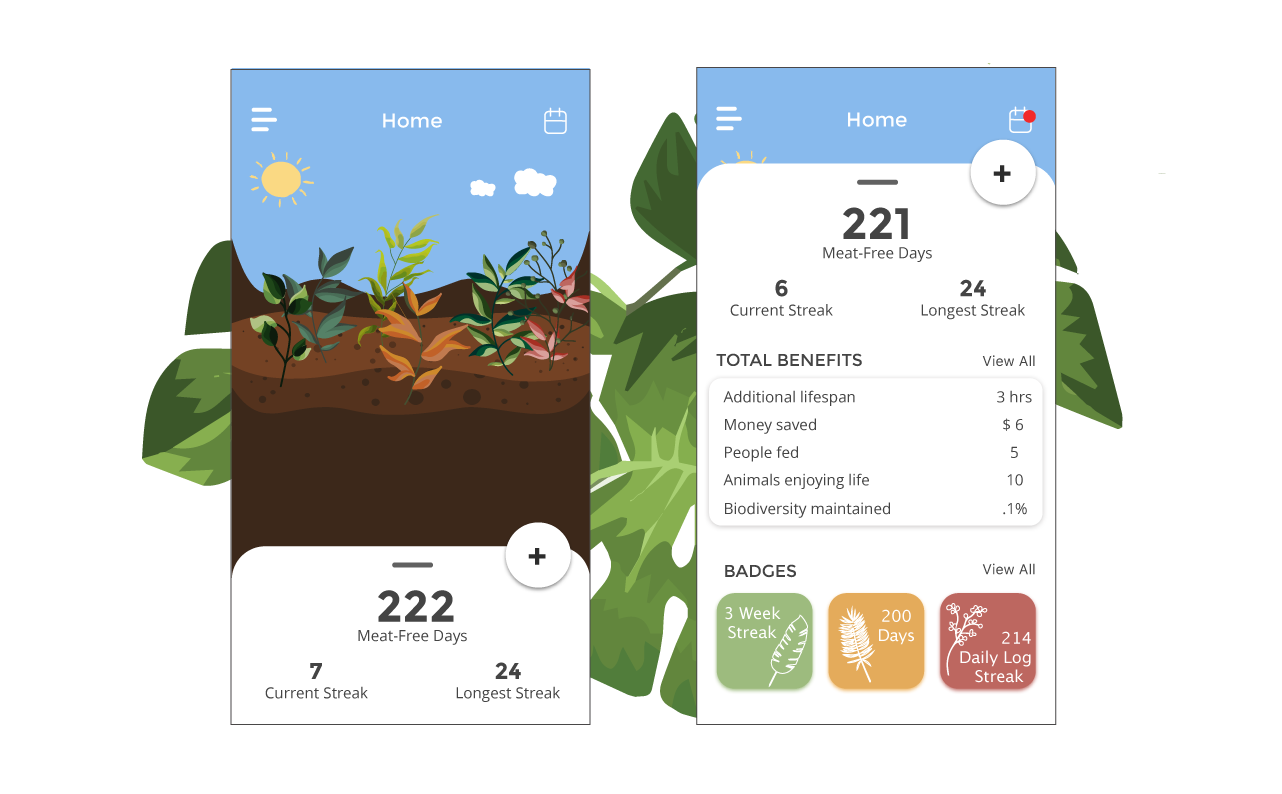 Home
+
222
Meat-Free Days
7 24
Current Streak Longest Streak
Home
+
221
Meat-Free Days
6 24
Current Streak Longest Streak
TOTAL BENEFITS View All
Additional lifespan 3 hrs
Money saved $ 6
People fed 5
Animals enjoying life 10
Biodiversity maintained .1%
BADGES View All
3 Week
Streak
200
Days
214
Daily Log
Streak